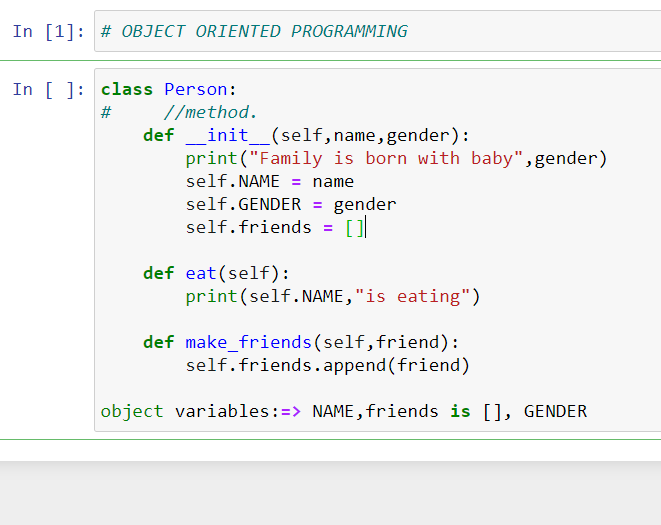 In [1]: # OBJECT ORIENTED PROGRAMMING
In [ ]: class Person:
#     //method.
    def __init__(self,name,gender):
        print("Family is born with baby",gender)
        self.NAME = name
        self.GENDER = gender
        self.friends = []
    def eat(self):
        print(self.NAME,"is eating")
    def make_friends(self,friend):
        self.friends.append(friend)
object variables:=> NAME,friends is [], GENDER